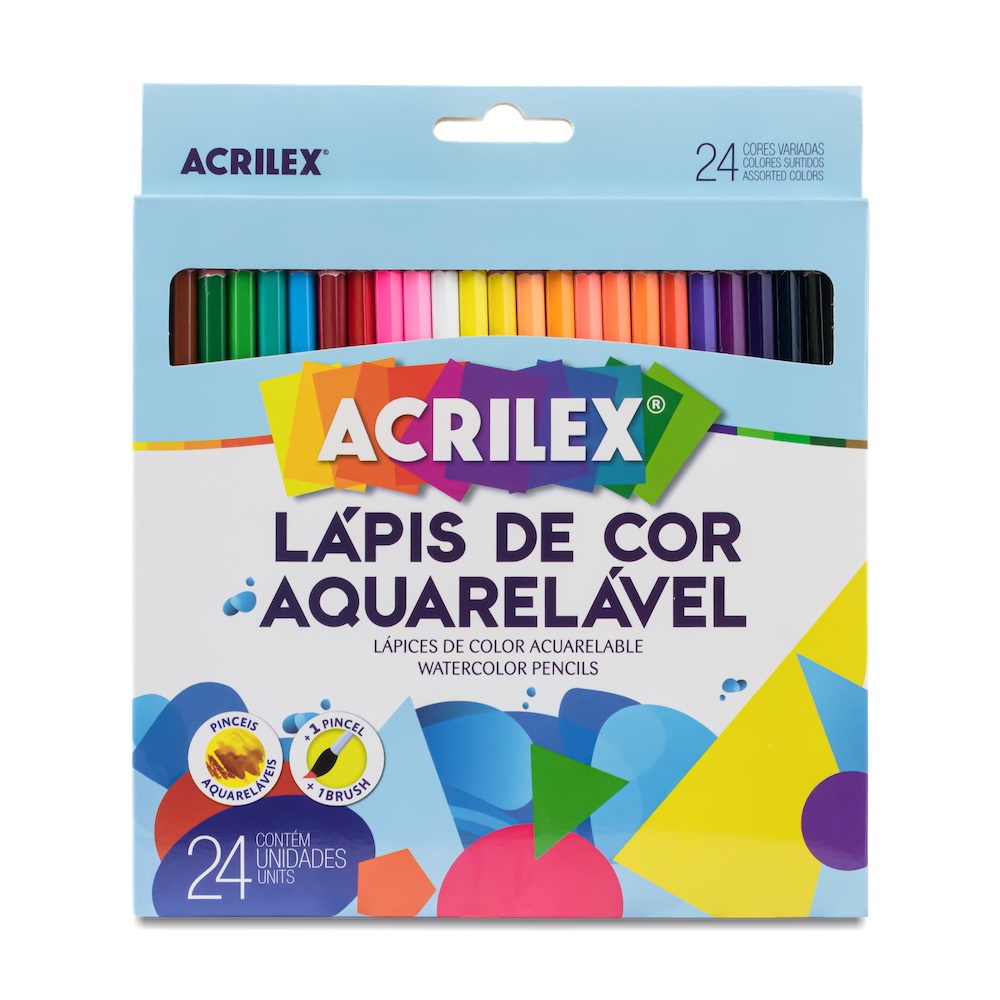 ACRILEX®
24 CORES VARIADAS
COLORES SURTIDOS
ASSORTED COLORS
ACRILEX®
LÁPIS DE COR
AQUARELÁVEL
LÁPICES DE COLOR ACUARELABLE
WATERCOLOR PENCILS
PINCEIS
AQUARELÁVEIS
+1 PINCEL
+1 BRUSH
24 CONTÉM
UNIDADES
UNITS